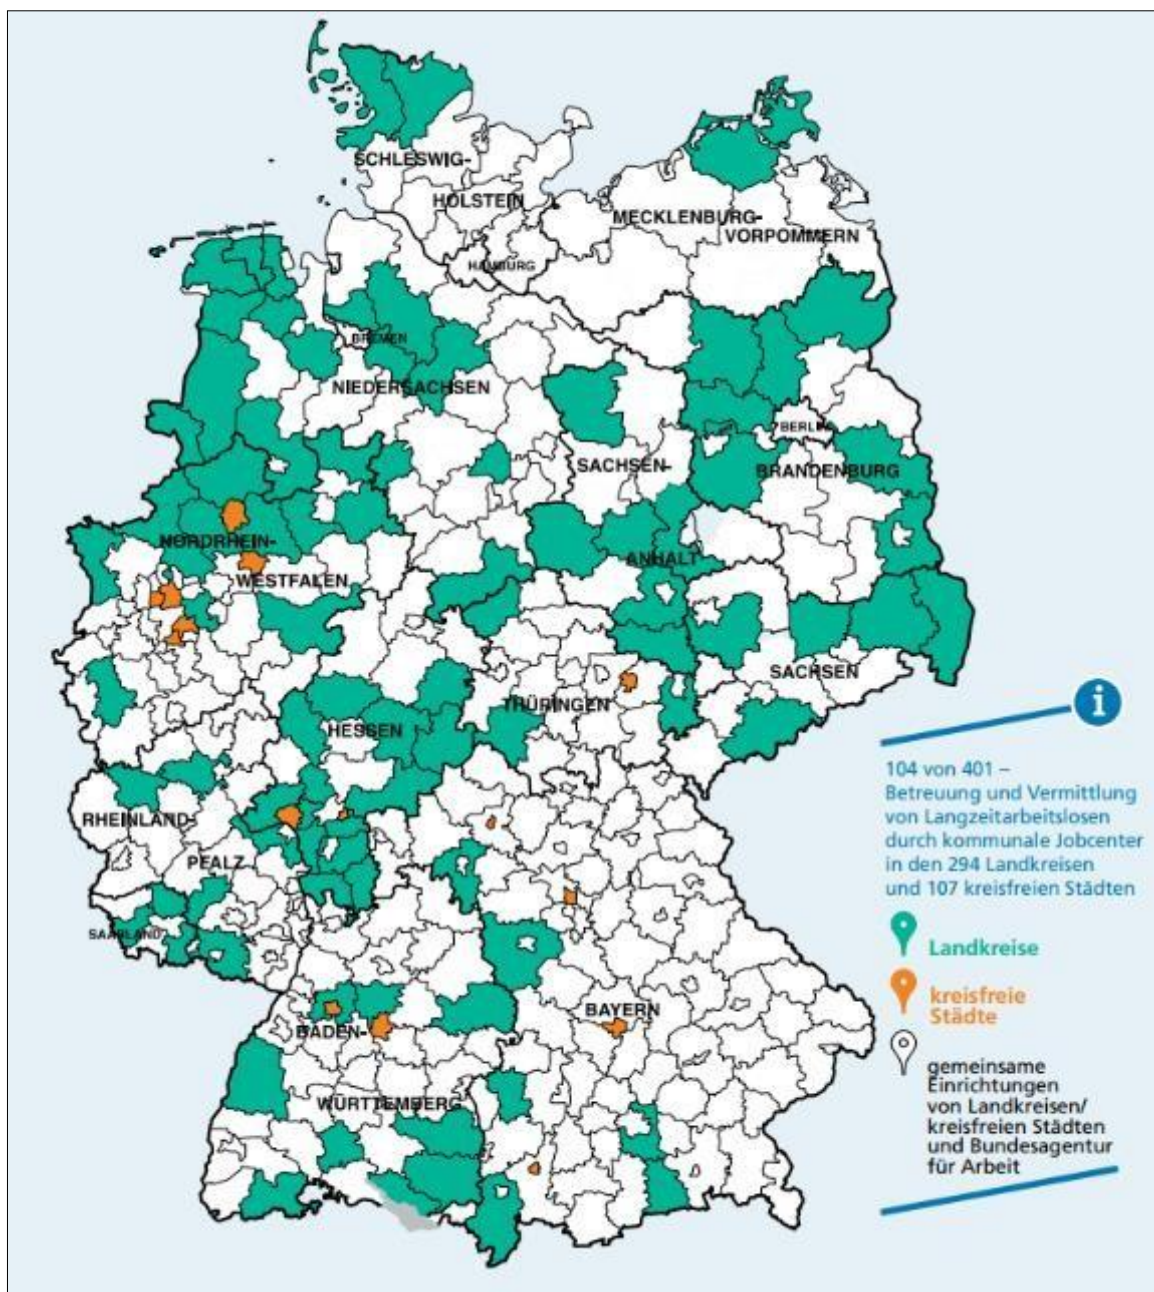 SCHLESWIG-
HOLSTEIN
MECKLENBURG-
VORPOMMERN
HAMBURG
BREMEN
NIEDERSACHSEN
BERLIN
SACHSEN-
BRANDENBURG
NORDRHEIN-
ANHALT
WESTFALEN
SACHSEN
THÜRINGEN
HESSEN
RHEINLAND-
PFALZ
SAARLAND
BAYERN
BADEN-
WÜRTTEMBERG
i
104 von 401 –
Betreuung und Vermittlung
von Langzeitarbeitslosen
durch kommunale Jobcenter
in den 294 Landkreisen
und 107 kreisfreien Städten
Landkreise
kreisfreie
Städte
gemeinsame
Einrichtungen
von Landkreisen/
kreisfreien Städten
und Bundesagentur
für Arbeit